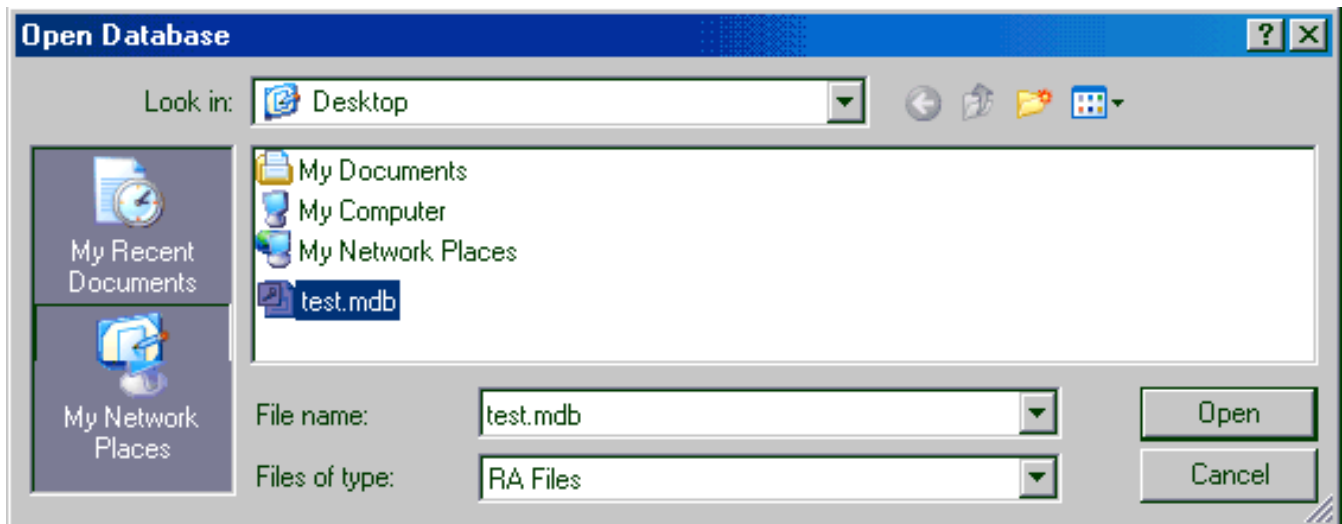 Open Database
Look in: Desktop
My Recent
Documents
My Network
Places
My Documents
My Computer
My Network Places
test.mdb
File name: test.mdb Open
Files of type: RA Files Cancel